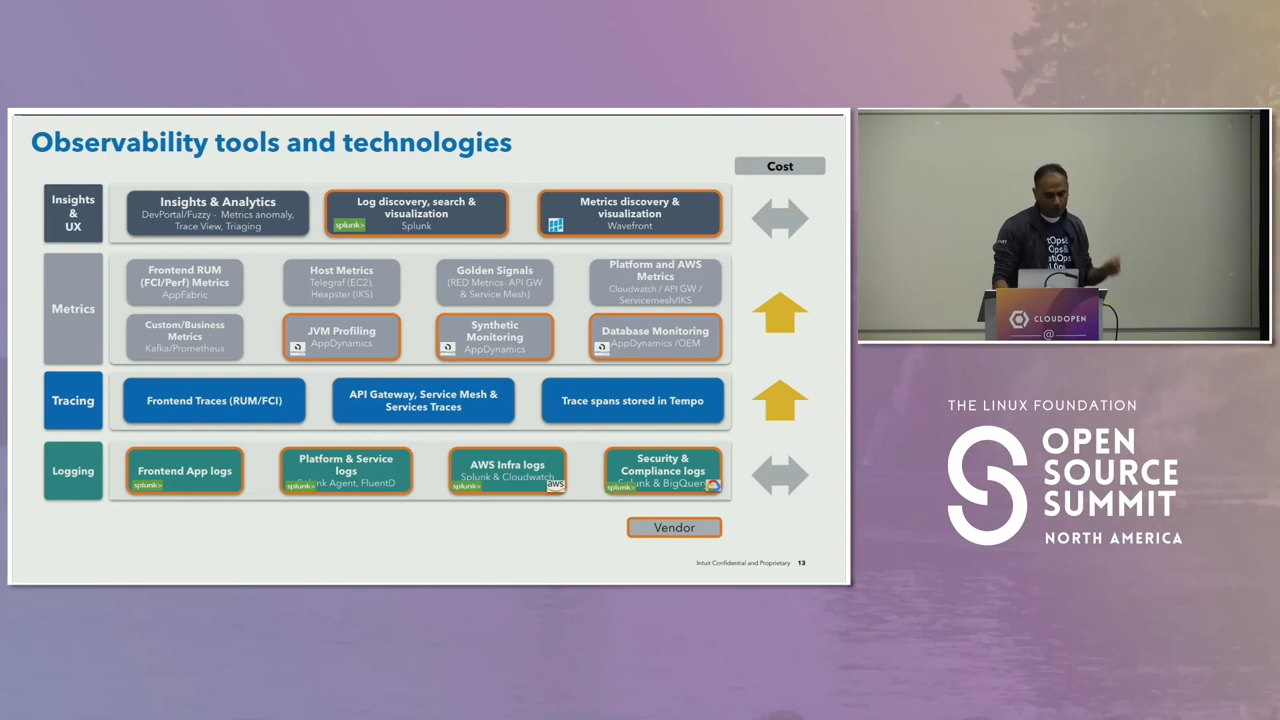 Observability tools and technologies
Cost
Insights
&
UX
Insights & Analytics
DevPortal/Fuzzy - Metrics anomaly,
Trace View, Triaging
Log discovery, search &
visualization
Splunk
splunk>
Metrics discovery &
visualization
Wavefront
Metrics
Frontend RUM
(FCI/Perf) Metrics
AppFabric
Host Metrics
Telegraf (EC2),
Heapster (IKS)
Golden Signals
(RED Metrics- API GW
& Service Mesh)
Platform and AWS
Metrics
Cloudwatch / API GW /
Servicemesh/IKS
Custom/Business
Metrics
Kafka/Prometheus
JVM Profiling
AppDynamics
Synthetic
Monitoring
AppDynamics
Database Monitoring
AppDynamics /OEM
Tracing
Frontend Traces (RUM/FCI)
API Gateway, Service Mesh &
Services Traces
Trace spans stored in Tempo
Logging
Frontend App logs
splunk>
Platform & Service
logs
Splunk Agent, FluentD
splunk>
AWS Infra logs
Splunk & Cloudwatch
splunk>
aws
Security &
Compliance logs
Splunk & BigQuery
splunk>
Vendor
Intuit Confidential and Proprietary 13
CLOUDOPEN
THE LINUX FOUNDATION
OPEN
SOURCE
SUMMIT
NORTH AMERICA